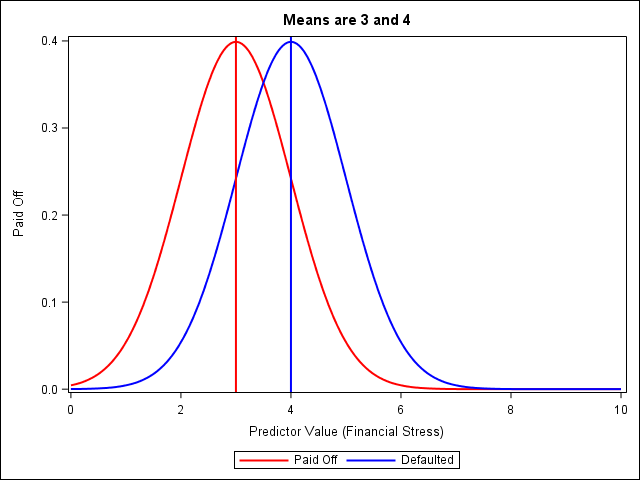 Means are 3 and 4
0.4
0.3
0.2
0.1
0.0
Paid Off
0 2 4 6 8 10
Predictor Value (Financial Stress)
Paid Off Defaulted